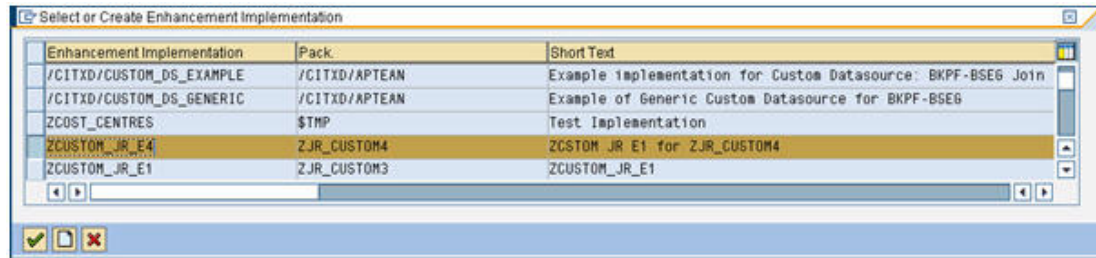 Select or Create Enhancement Implementation
Enhancement Implementation Pack. Short Text
/CITXD/CUSTOM_DS_EXAMPLE /CITXD/APTEAN Example implementation for Custom Datasource: BKPF-BSEG Join
/CITXD/CUSTOM_DS_GENERIC /CITXD/APTEAN Example of Generic Custom Datasource for BKPF-BSEG
ZCOST_CENTRES $TMP Test Implementation
ZCUSTOM_JR_E4 ZJR_CUSTOM4 ZCSTOM JR E1 for ZJR_CUSTOM4
ZCUSTOM_JR_E1 ZJR_CUSTOM3 ZCUSTOM_JR_E1